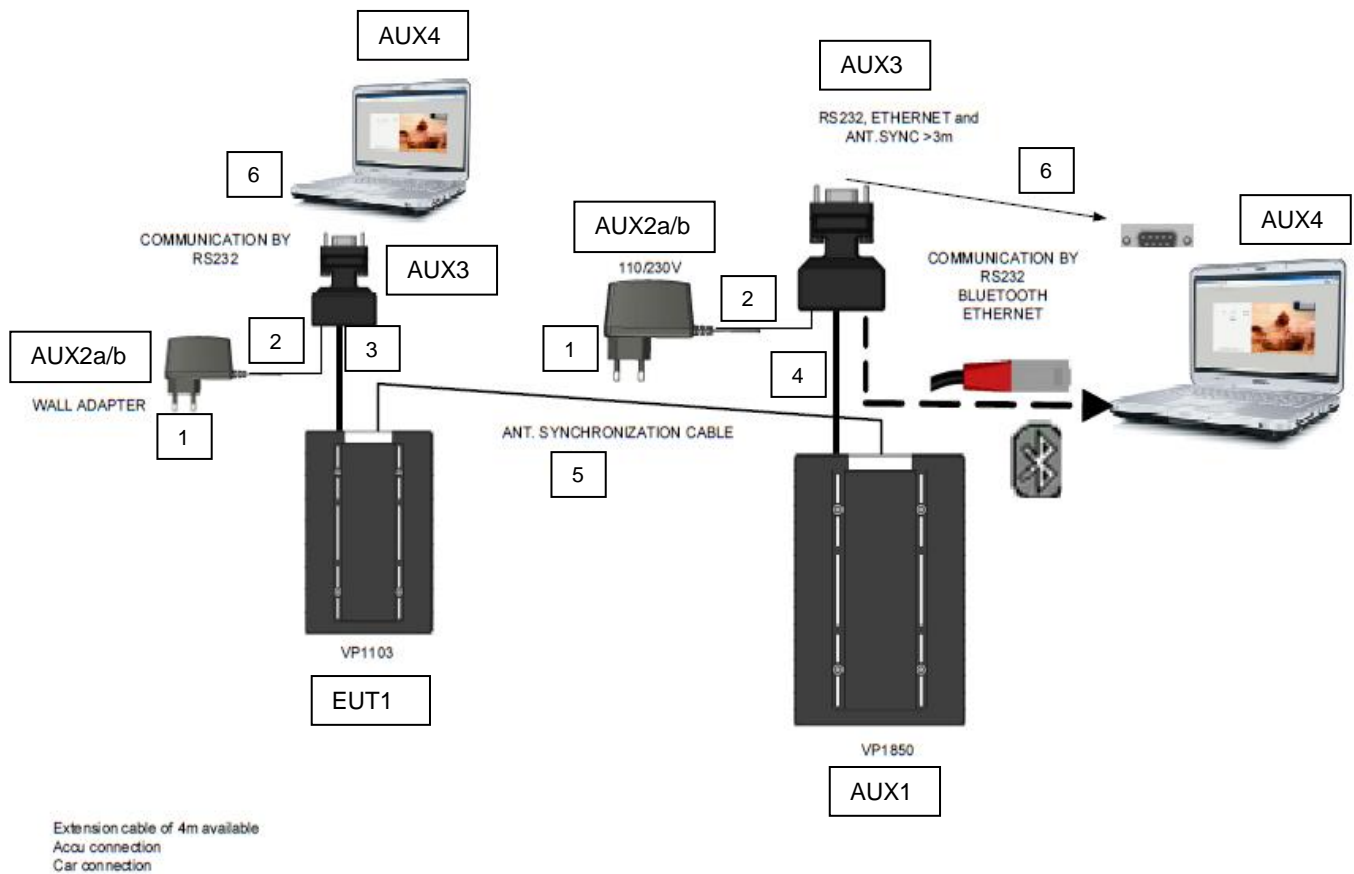 AUX4
AUX3
RS232, ETHERNET and
ANT.SYNC >3m
6
6
AUX2a/b
AUX4
COMMUNICATION BY
RS232
AUX3
110/230V
COMMUNICATION BY
RS232
BLUETOOTH
ETHERNET
2
2
AUX2a/b
3
1
4
WALL ADAPTER
1
ANT. SYNCHRONIZATION CABLE
5
VP1103
EUT1
VP1850
AUX1
Extension cable of 4m available
Accu connection
Car connection